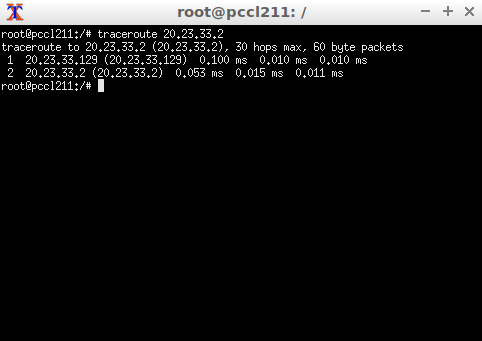 root@pccl211: /
root@pccl211:/# traceroute 20.23.33.2
traceroute to 20.23.33.2 (20.23.33.2), 30 hops max, 60 byte packets
 1  20.23.33.129 (20.23.33.129)  0.100 ms  0.010 ms  0.010 ms
 2  20.23.33.2 (20.23.33.2)  0.053 ms  0.015 ms  0.011 ms
root@pccl211:/#